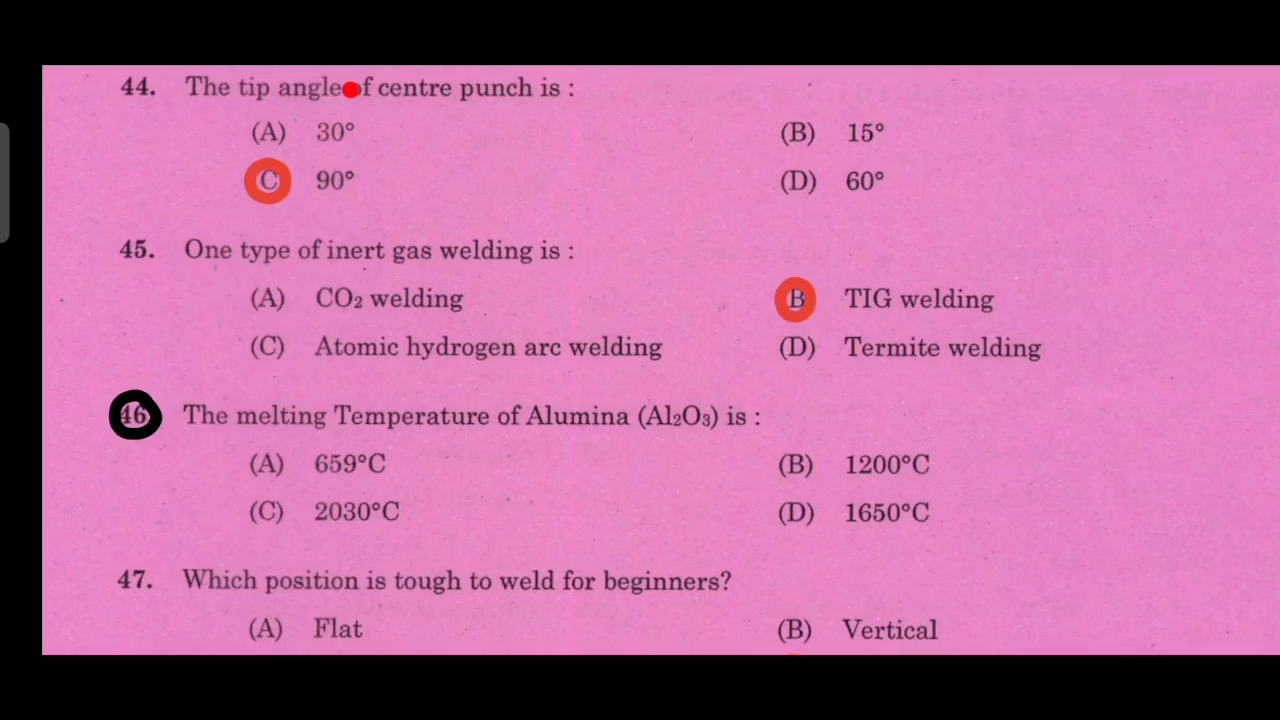 44. The tip angle of centre punch is :
(A) 30° (B) 15°
C 90° (D) 60°
45. One type of inert gas welding is :
(A) CO₂ welding B TIG welding
(C) Atomic hydrogen arc welding (D) Termite welding
46. The melting Temperature of Alumina (Al₂O₃) is :
(A) 659°C (B) 1200°C
(C) 2030°C (D) 1650°C
47. Which position is tough to weld for beginners?
(A) Flat (B) Vertical